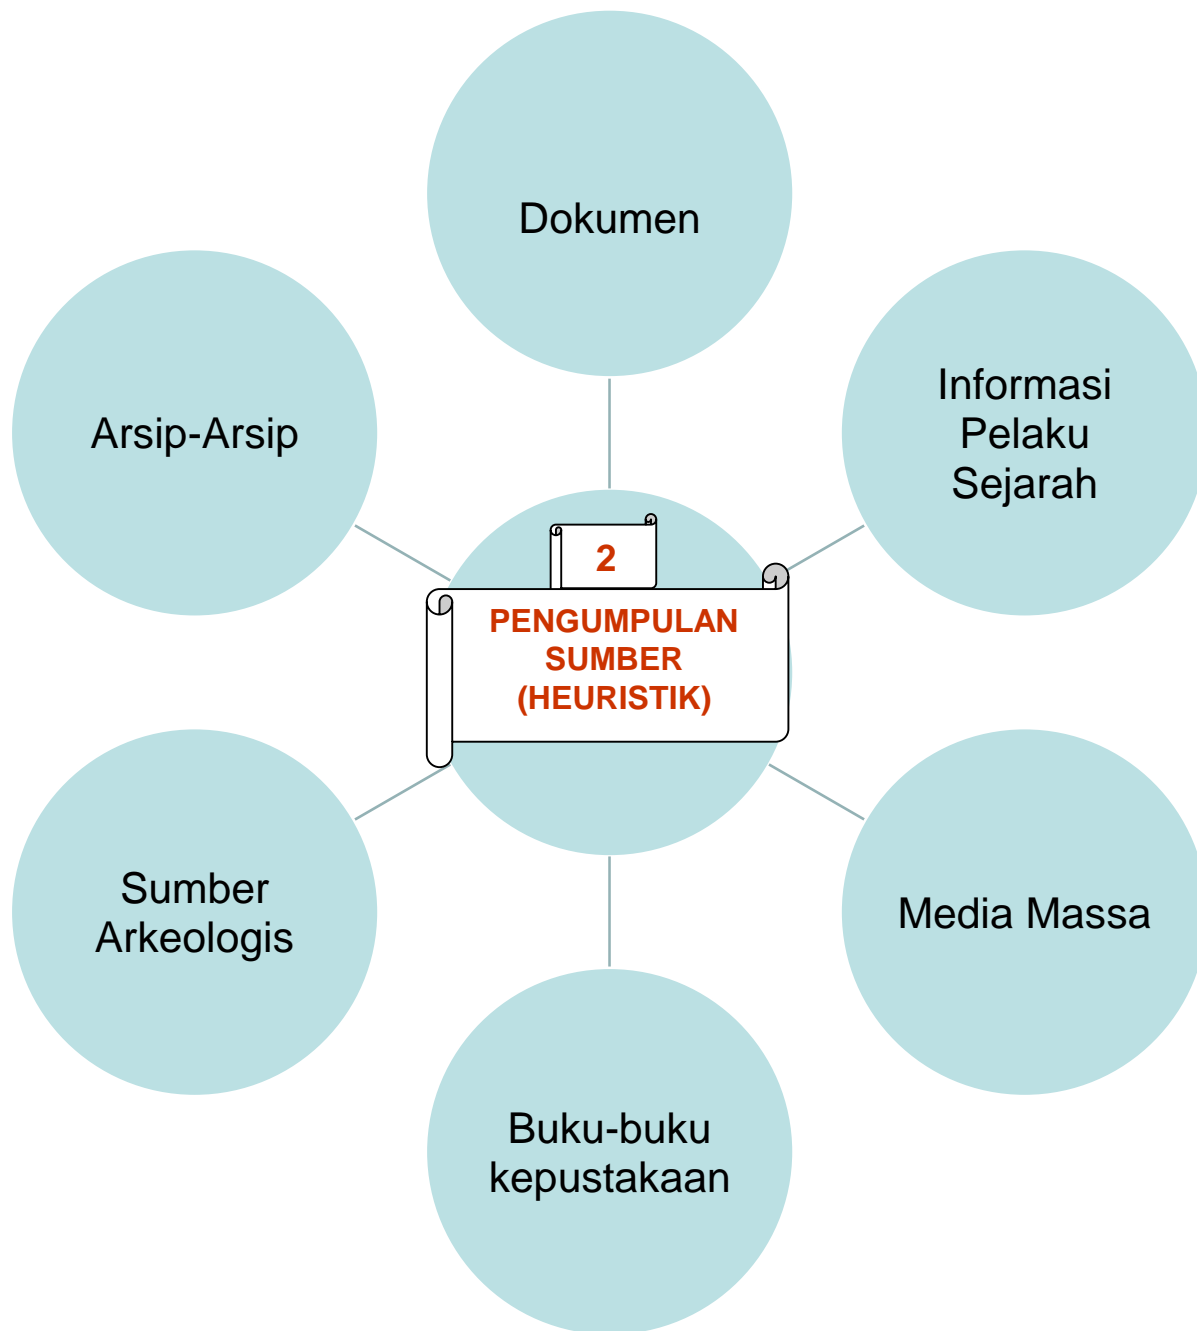 Dokumen
Arsip-Arsip
Informasi
Pelaku
Sejarah
2
PENGUMPULAN
SUMBER
(HEURISTIK)
Sumber
Arkeologis
Media Massa
Buku-buku
kepustakaan